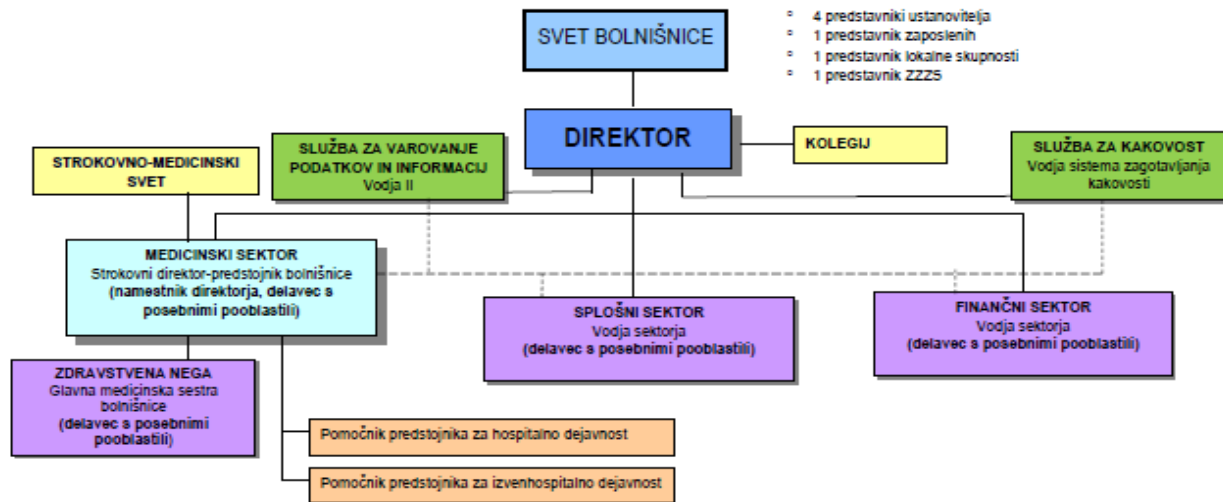 SVET BOLNIŠNICE
▫ 4 predstavniki ustanovitelja
▫ 1 predstavnik zaposlenih
▫ 1 predstavnik lokalne skupnosti
▫ 1 predstavnik ZZZS
DIREKTOR
KOLEGIJ
SLUŽBA ZA VAROVANJE
PODATKOV IN INFORMACIJ
Vodja II
SLUŽBA ZA KAKOVOST
Vodja sistema zagotavljanja
kakovosti
STROKOVNO-MEDICINSKI
SVET
MEDICINSKI SEKTOR
Strokovni direktor-predstojnik bolnišnice
(namestnik direktorja, delavec s
posebnimi pooblastili)
SPLOŠNI SEKTOR
Vodja sektorja
(delavec s posebnimi pooblastili)
FINANČNI SEKTOR
Vodja sektorja
(delavec s posebnimi pooblastili)
ZDRAVSTVENA NEGA
Glavna medicinska sestra
bolnišnice
(delavec s posebnimi
pooblastili)
Pomočnik predstojnika za hospitalno dejavnost
Pomočnik predstojnika za izvenhospitalno dejavnost